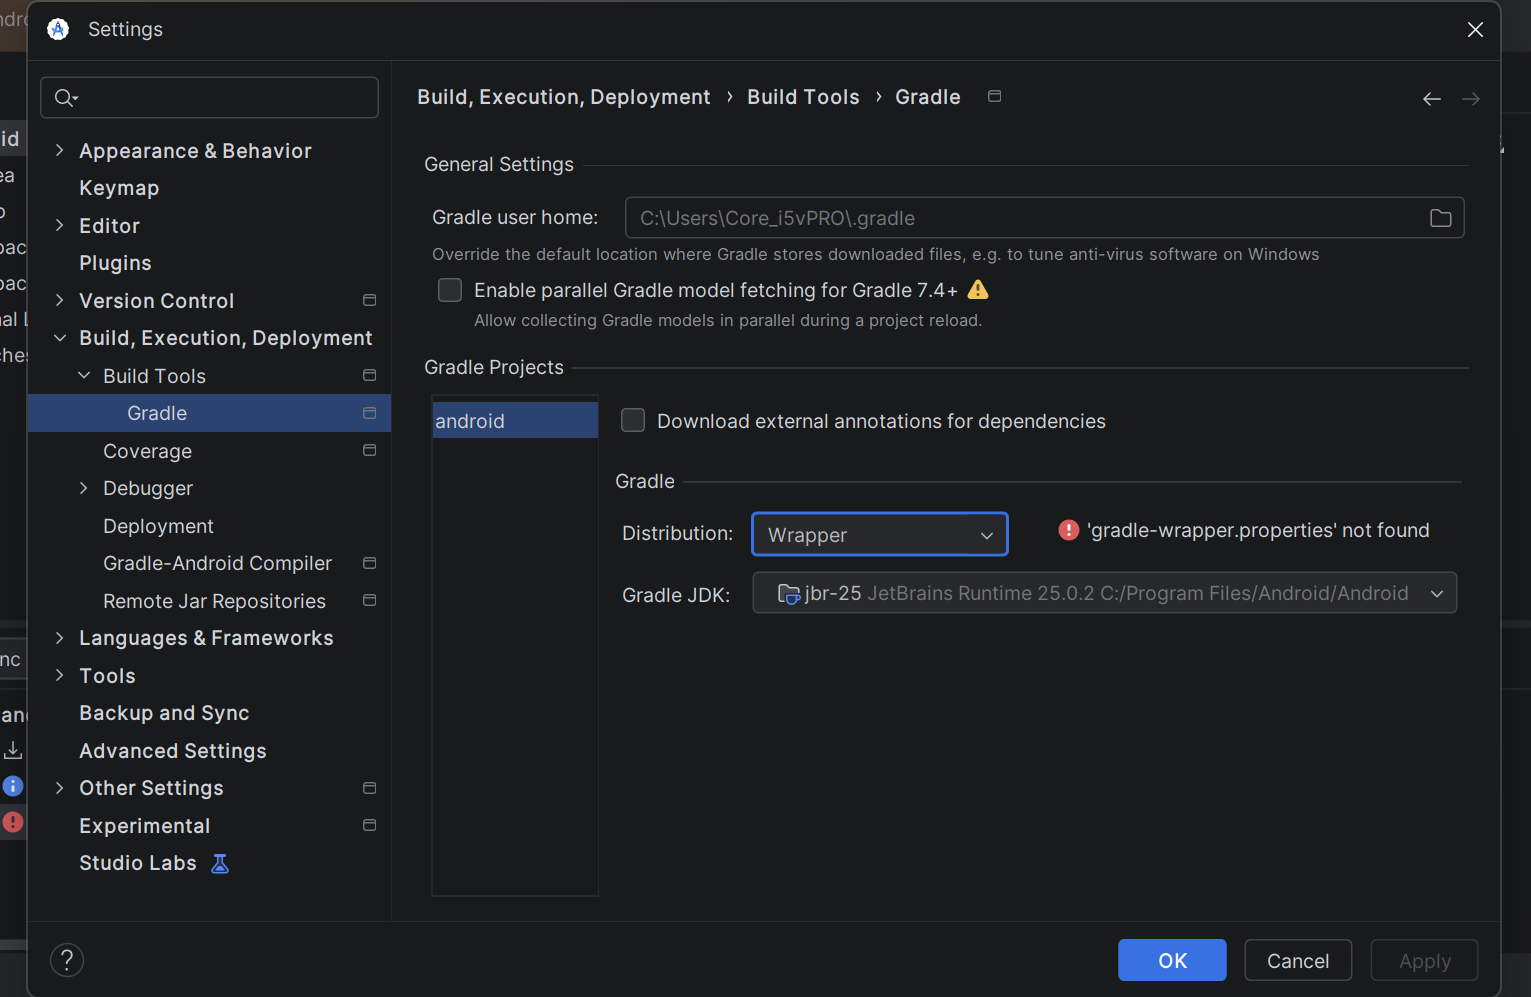 Settings
Build, Execution, Deployment › Build Tools › Gradle
Appearance & Behavior
Keymap
Editor
Plugins
Version Control
Build, Execution, Deployment
Build Tools
Gradle
Coverage
Debugger
Deployment
Gradle-Android Compiler
Remote Jar Repositories
Languages & Frameworks
Tools
Backup and Sync
Advanced Settings
Other Settings
Experimental
Studio Labs
General Settings
Gradle user home: C:\Users\Core_i5vPRO\.gradle
Override the default location where Gradle stores downloaded files, e.g. to tune anti-virus software on Windows
Enable parallel Gradle model fetching for Gradle 7.4+
Allow collecting Gradle models in parallel during a project reload.
Gradle Projects
android
Download external annotations for dependencies
Gradle
Distribution: Wrapper 'gradle-wrapper.properties' not found
Gradle JDK: jbr-25 JetBrains Runtime 25.0.2 C:/Program Files/Android/Android
? OK Cancel Apply